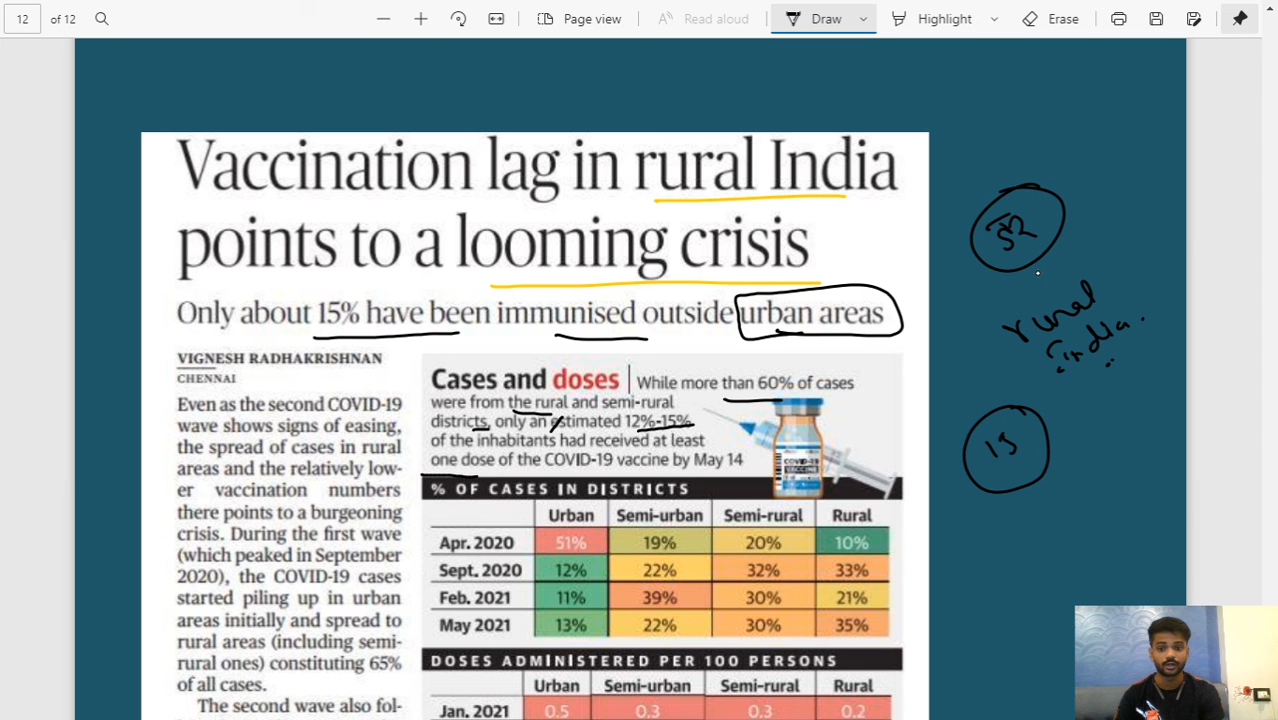 12 of 12 Page view Read aloud Draw Highlight Erase
Vaccination lag in rural India
points to a looming crisis
Only about 15% have been immunised outside urban areas
VIGNESH RADHAKRISHNAN
CHENNAI
Even as the second COVID-19
wave shows signs of easing,
the spread of cases in rural
areas and the relatively low-
er vaccination numbers
there points to a burgeoning
crisis. During the first wave
(which peaked in September
2020), the COVID-19 cases
started piling up in urban
areas initially and spread to
rural areas (including semi-
rural ones) constituting 65%
of all cases.
The second wave also fol-
Cases and doses While more than 60% of cases
were from the rural and semi-rural
districts, only an estimated 12%-15%
of the inhabitants had received at least
one dose of the COVID-19 vaccine by May 14
COVID-19
VACCINE
% OF CASES IN DISTRICTS
Urban Semi-urban Semi-rural Rural
Apr. 2020 51% 19% 20% 10%
Sept. 2020 12% 22% 32% 33%
Feb. 2021 11% 39% 30% 21%
May 2021 13% 22% 30% 35%
DOSES ADMINISTERED PER 100 PERSONS
Urban Semi-urban Semi-rural Rural
Jan. 2021 0.5 0.3 0.3 0.2
rural
india.
15